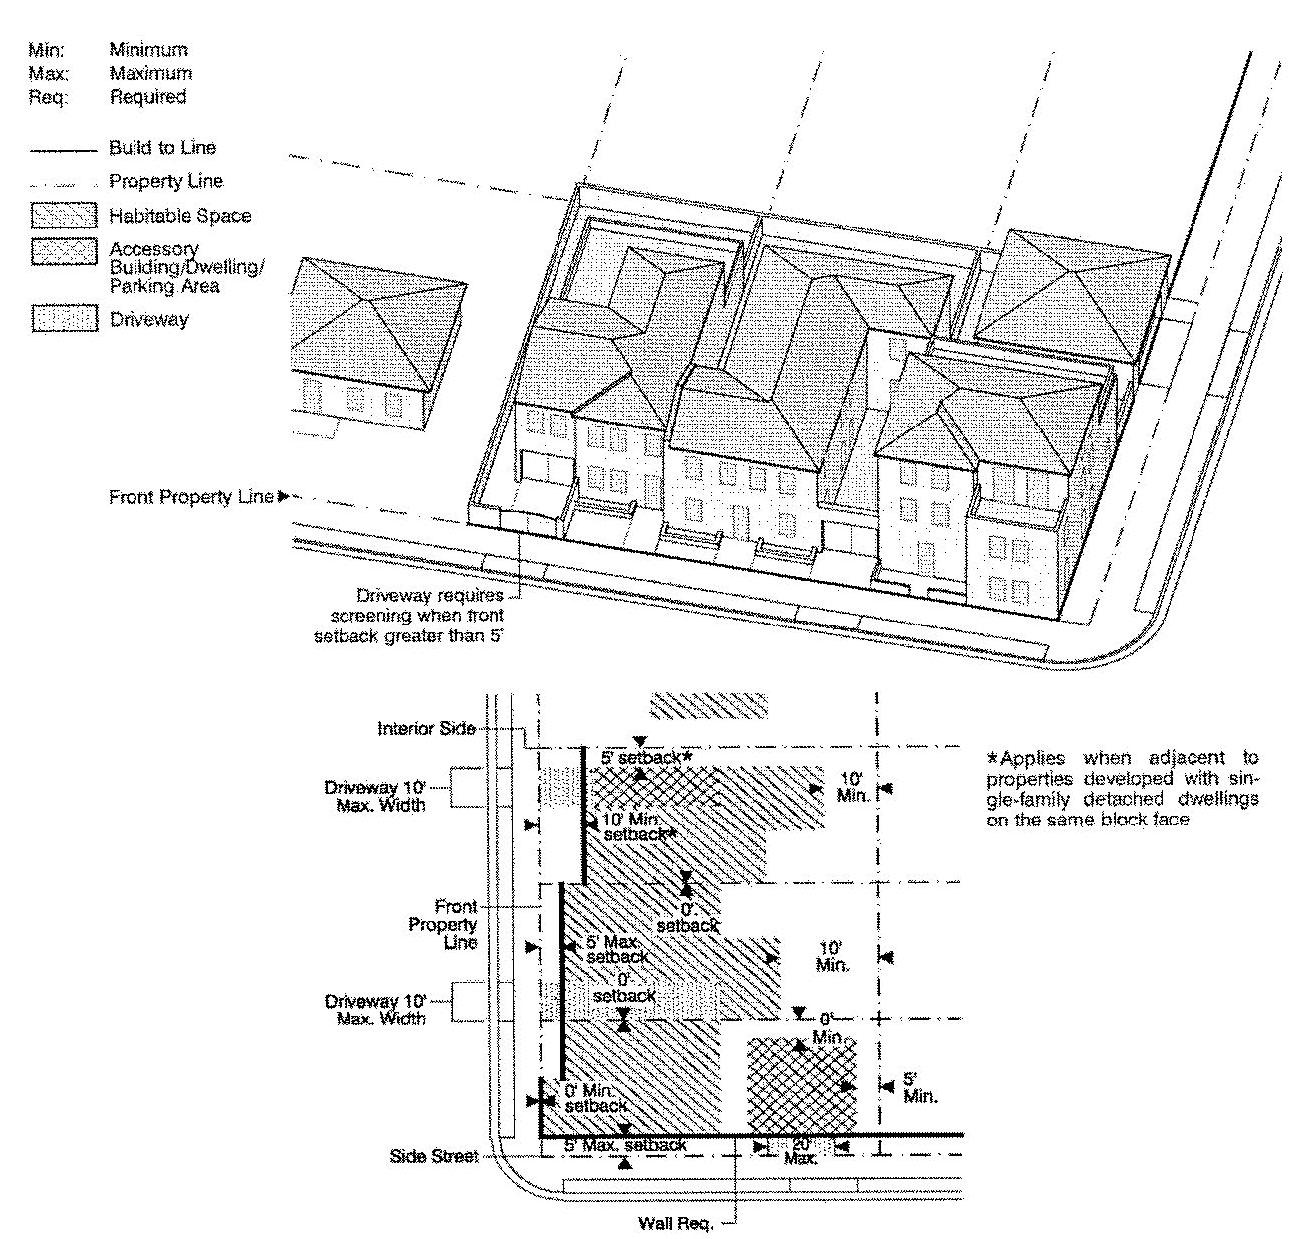 Min: Minimum
Max: Maximum
Req: Required
Build to Line
Property Line
Habitable Space
Accessory
Building/Dwelling/
Parking Area
Driveway
Front Property Line
Driveway requires
screening when front
setback greater than 5'
Interior Side
5' setback*
Driveway 10'
Max. Width
10'
Min.
10' Min.
setback*
*Applies when adjacent to
properties developed with sin-
gle-family detached dwellings
on the same block face
Front
Property
Line
0'
setback
5' Max.
setback
10'
Min.
0'
setback
Driveway 10'
Max. Width
0'
Min.
0' Min.
setback
5'
Min.
5' Max. setback
20'
Max.
Side Street
Wall Req.